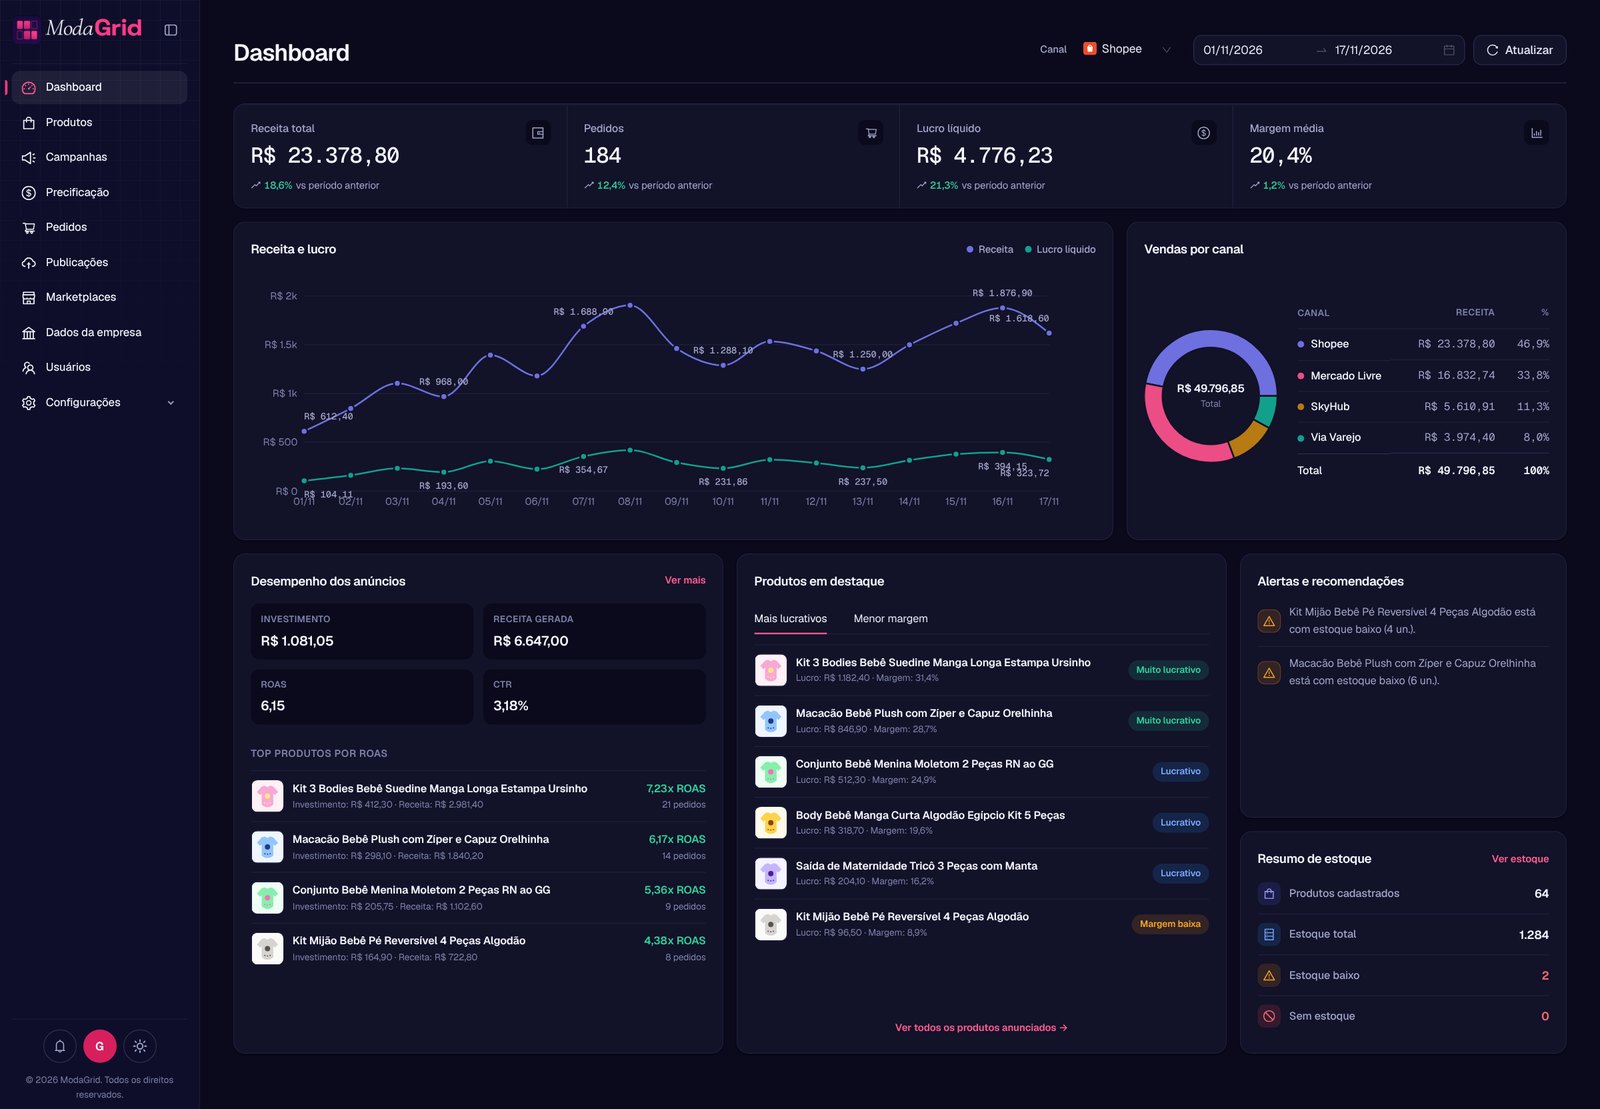 ModaGrid
Dashboard
Produtos
Campanhas
Precificação
Pedidos
Publicações
Marketplaces
Dados da empresa
Usuários
Configurações
G
© 2026 ModaGrid. Todos os direitos
reservados.
Dashboard
Canal Shopee 01/11/2026 → 17/11/2026 Atualizar
Receita total
R$ 23.378,80
18,6% vs período anterior
Pedidos
184
12,4% vs período anterior
Lucro líquido
R$ 4.776,23
21,3% vs período anterior
Margem média
20,4%
1,2% vs período anterior
Receita e lucro
Receita Lucro líquido
R$ 2k
R$ 1.5k
R$ 1k
R$ 500
R$ 0
R$ 612,40
R$ 968,00
R$ 1.688,90
R$ 1.288,10
R$ 1.250,00
R$ 1.876,90
R$ 1.618,60
R$ 104,11
R$ 193,60
R$ 354,67
R$ 231,86
R$ 237,50
R$ 394,15
R$ 323,72
01/11 02/11 03/11 04/11 05/11 06/11 07/11 08/11 09/11 10/11 11/11 12/11 13/11 14/11 15/11 16/11 17/11
Vendas por canal
R$ 49.796,85
Total
CANAL RECEITA %
Shopee R$ 23.378,80 46,9%
Mercado Livre R$ 16.832,74 33,8%
SkyHub R$ 5.610,91 11,3%
Via Varejo R$ 3.974,40 8,0%
Total R$ 49.796,85 100%
Desempenho dos anúncios Ver mais
INVESTIMENTO
R$ 1.081,05
RECEITA GERADA
R$ 6.647,00
ROAS
6,15
CTR
3,18%
TOP PRODUTOS POR ROAS
Kit 3 Bodies Bebê Suedine Manga Longa Estampa Ursinho 7,23x ROAS
Investimento: R$ 412,30 · Receita: R$ 2.981,40 21 pedidos
Macacão Bebê Plush com Zíper e Capuz Orelhinha 6,17x ROAS
Investimento: R$ 298,10 · Receita: R$ 1.840,20 14 pedidos
Conjunto Bebê Menina Moletom 2 Peças RN ao GG 5,36x ROAS
Investimento: R$ 205,75 · Receita: R$ 1.102,60 9 pedidos
Kit Mijão Bebê Pé Reversível 4 Peças Algodão 4,38x ROAS
Investimento: R$ 164,90 · Receita: R$ 722,80 8 pedidos
Produtos em destaque
Mais lucrativos Menor margem
Kit 3 Bodies Bebê Suedine Manga Longa Estampa Ursinho
Lucro: R$ 1.182,40 · Margem: 31,4%
Muito lucrativo
Macacão Bebê Plush com Zíper e Capuz Orelhinha
Lucro: R$ 846,90 · Margem: 28,7%
Muito lucrativo
Conjunto Bebê Menina Moletom 2 Peças RN ao GG
Lucro: R$ 512,30 · Margem: 24,9%
Lucrativo
Body Bebê Manga Curta Algodão Egípcio Kit 5 Peças
Lucro: R$ 318,70 · Margem: 19,6%
Lucrativo
Saída de Maternidade Tricô 3 Peças com Manta
Lucro: R$ 204,10 · Margem: 16,2%
Lucrativo
Kit Mijão Bebê Pé Reversível 4 Peças Algodão
Lucro: R$ 96,50 · Margem: 8,9%
Margem baixa
Ver todos os produtos anunciados →
Alertas e recomendações
Kit Mijão Bebê Pé Reversível 4 Peças Algodão está
com estoque baixo (4 un.).
Macacão Bebê Plush com Zíper e Capuz Orelhinha
está com estoque baixo (6 un.).
Resumo de estoque Ver estoque
Produtos cadastrados 64
Estoque total 1.284
Estoque baixo 2
Sem estoque 0